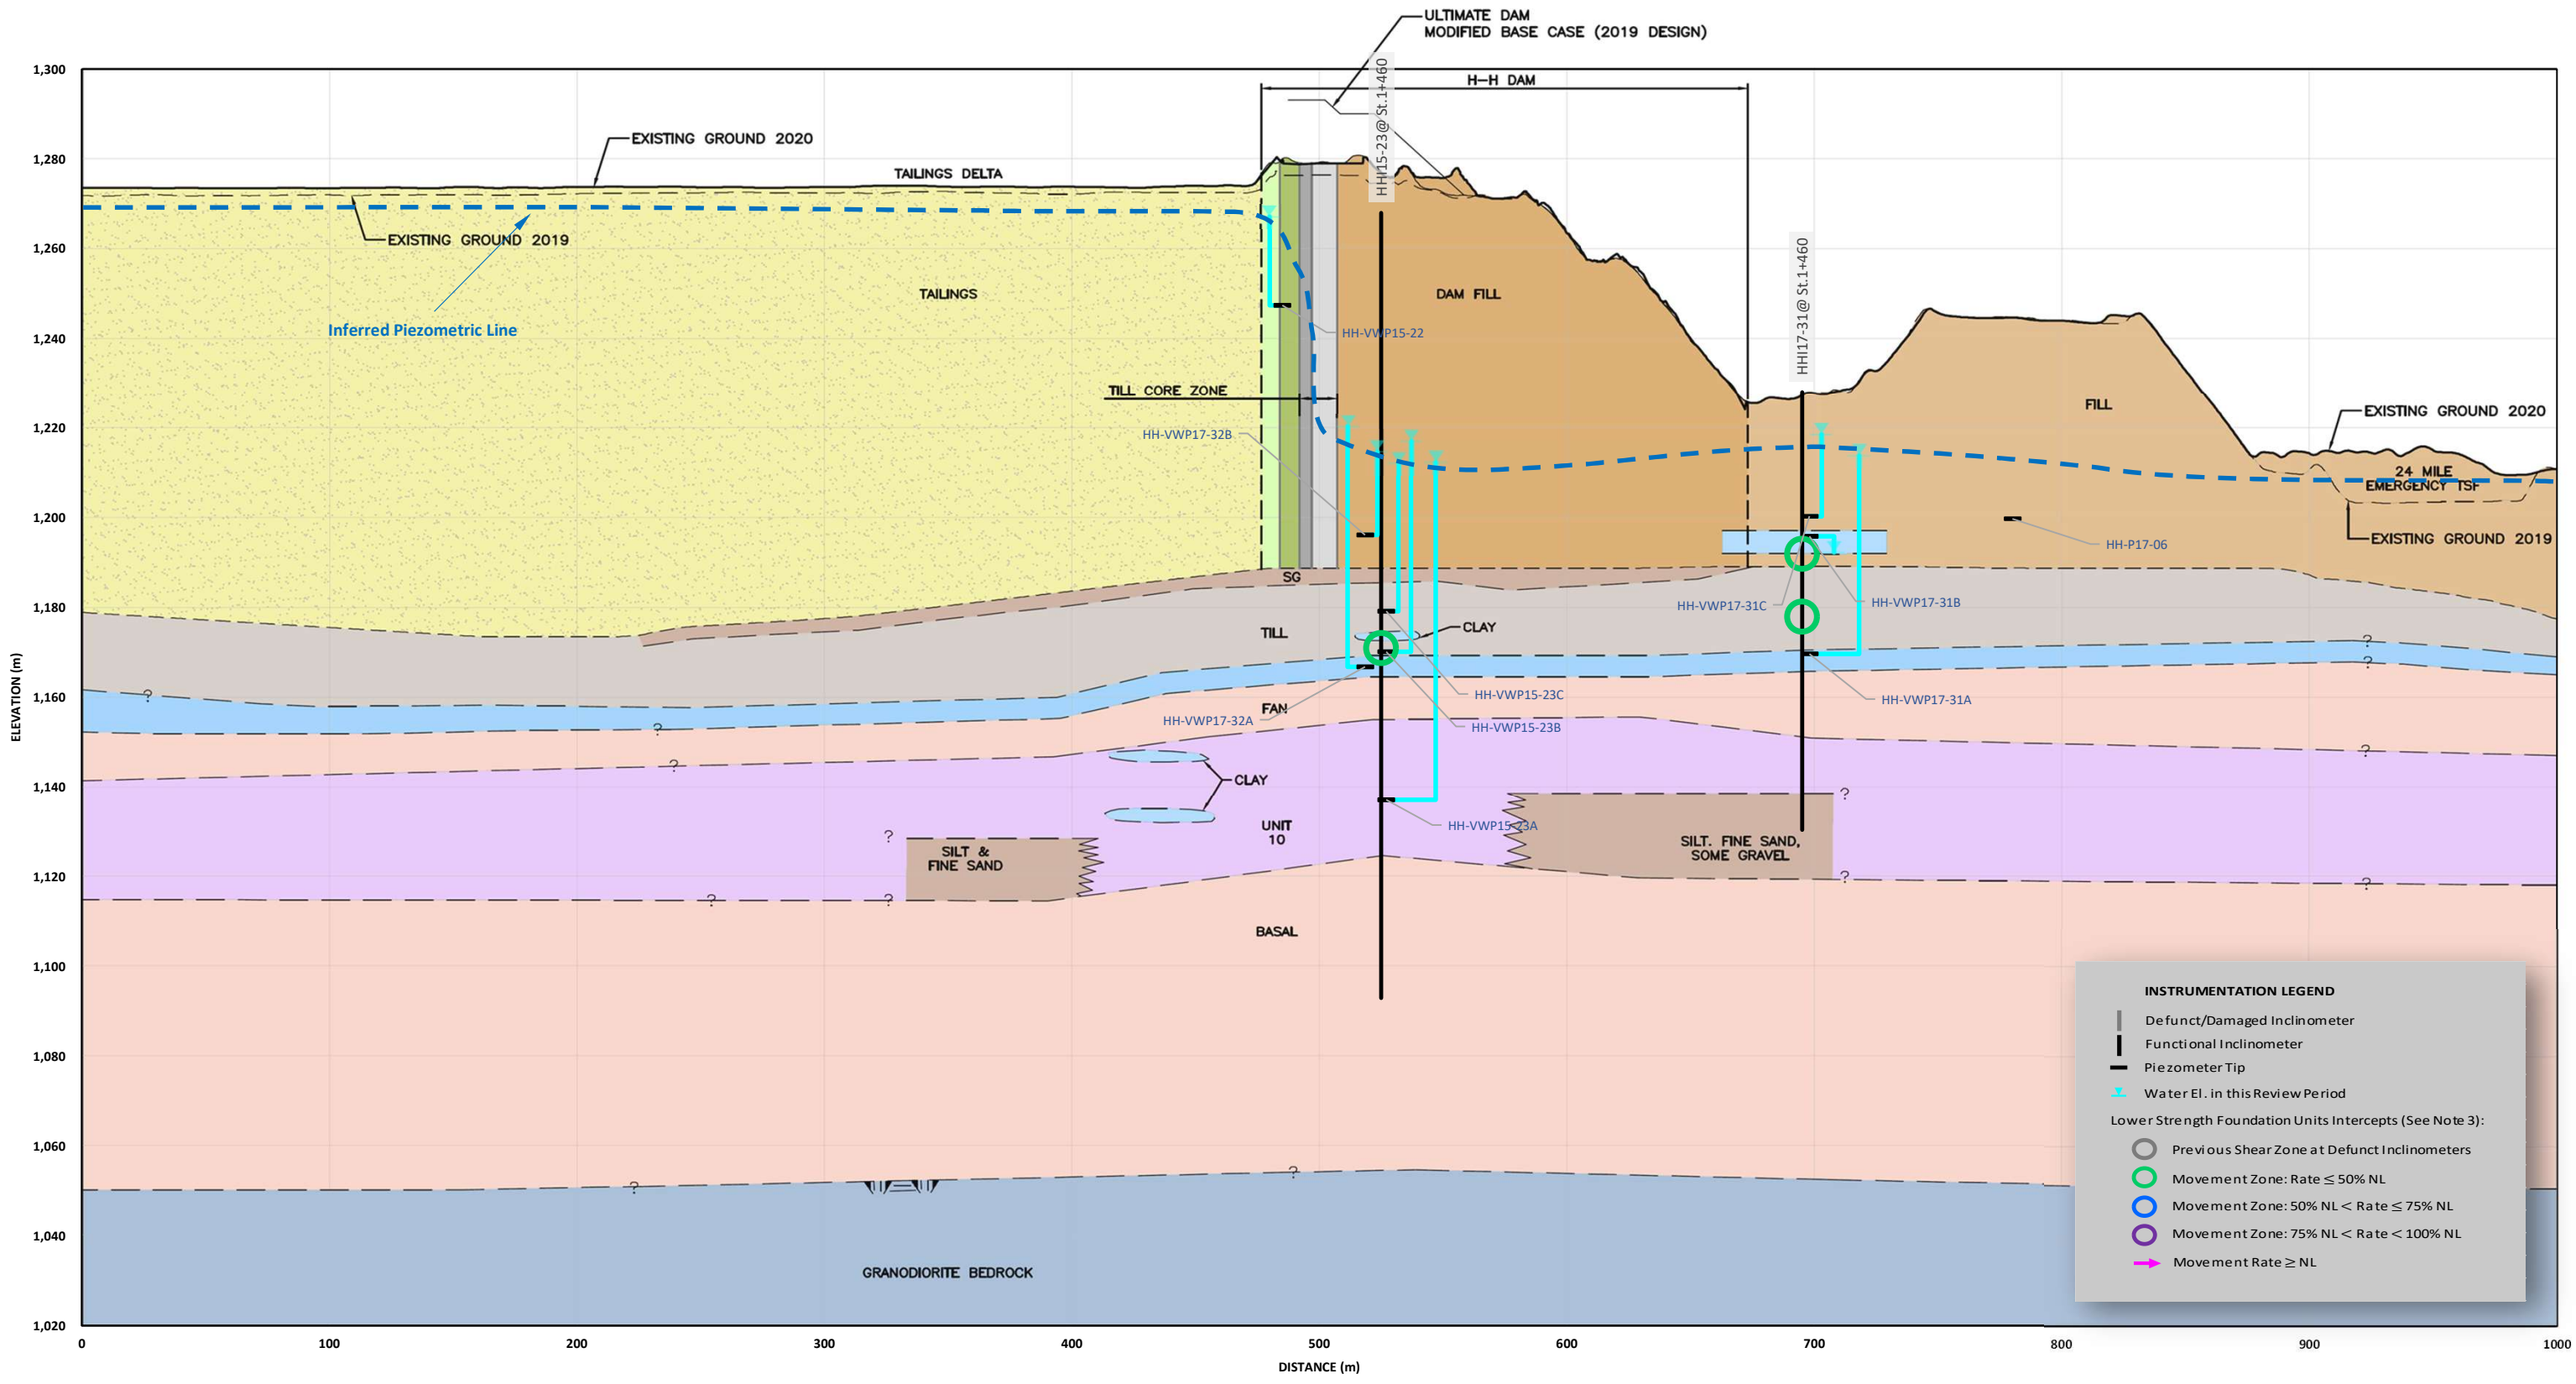 ULTIMATE DAM
MODIFIED BASE CASE (2019 DESIGN)
1,300
H-H DAM
HHI15-23@ St.1+460
EXISTING GROUND 2020
1,280
TAILINGS DELTA
1,260
EXISTING GROUND 2019
HHI17-31@ St.1+460
TAILINGS
DAM FILL
Inferred Piezometric Line
HH-VWP15-22
1,240
TILL CORE ZONE
FILL
EXISTING GROUND 2020
1,220
HH-VWP17-32B
24 MILE
EMERGENCY TSF
1,200
EXISTING GROUND 2019
HH-P17-06
SG
1,180
HH-VWP17-31C
HH-VWP17-31B
TILL
CLAY
?
?
ELEVATION (m)
1,160
?
HH-VWP15-23C
HH-VWP17-31A
FAN
HH-VWP17-32A
HH-VWP15-23B
?
?
?
1,140
CLAY
?
HH-VWP15-23A
UNIT
10
?
SILT &
FINE SAND
SILT. FINE SAND,
SOME GRAVEL
1,120
?
?
?
?
BASAL
1,100
1,080
1,060
?
?
1,040
GRANODIORITE BEDROCK
1,020
INSTRUMENTATION LEGEND
Defunct/Damaged Inclinometer
Functional Inclinometer
Piezometer Tip
Water El. in this Review Period
Lower Strength Foundation Units Intercepts (See Note 3):
Previous Shear Zone at Defunct Inclinometers
Movement Zone: Rate ≤ 50% NL
Movement Zone: 50% NL < Rate ≤ 75% NL
Movement Zone: 75% NL < Rate < 100% NL
Movement Rate ≥ NL
0 100 200 300 400 500 600 700 800 900 1000
DISTANCE (m)